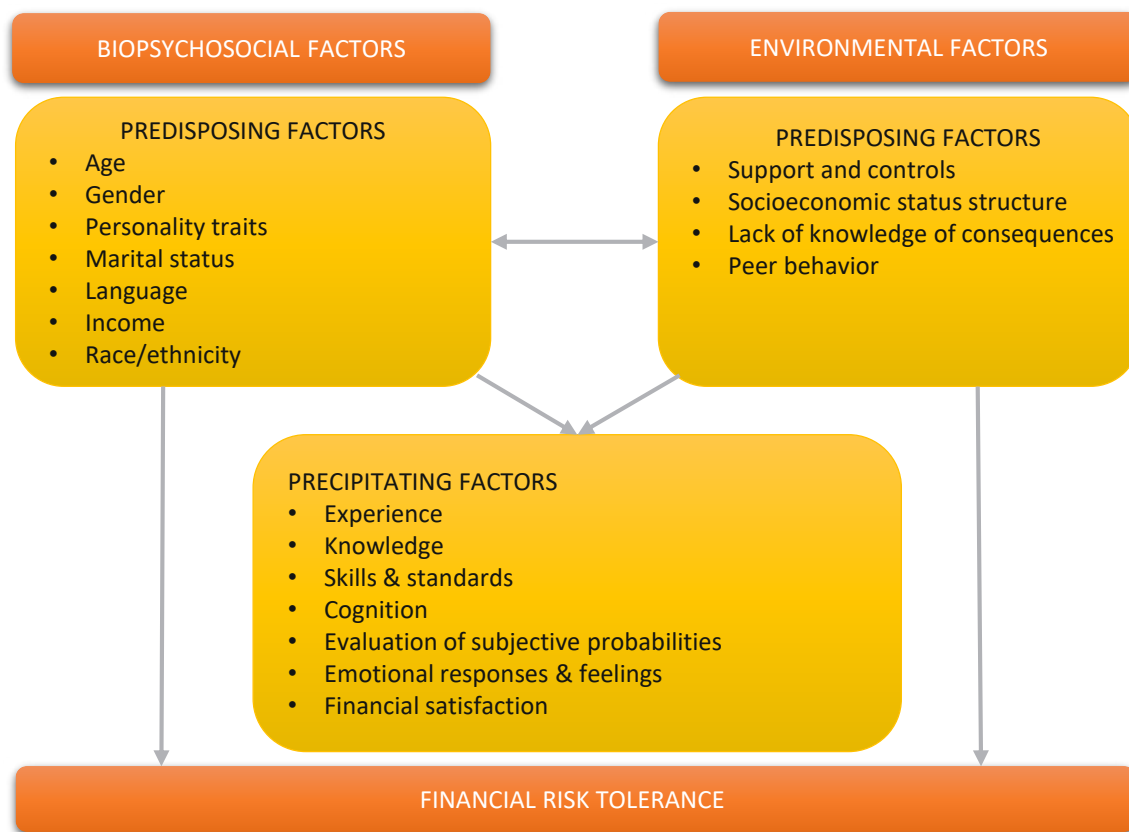 BIOPSYCHOSOCIAL FACTORS
ENVIRONMENTAL FACTORS
PREDISPOSING FACTORS
• Age
• Gender
• Personality traits
• Marital status
• Language
• Income
• Race/ethnicity
PREDISPOSING FACTORS
• Support and controls
• Socioeconomic status structure
• Lack of knowledge of consequences
• Peer behavior
PRECIPITATING FACTORS
• Experience
• Knowledge
• Skills & standards
• Cognition
• Evaluation of subjective probabilities
• Emotional responses & feelings
• Financial satisfaction
FINANCIAL RISK TOLERANCE